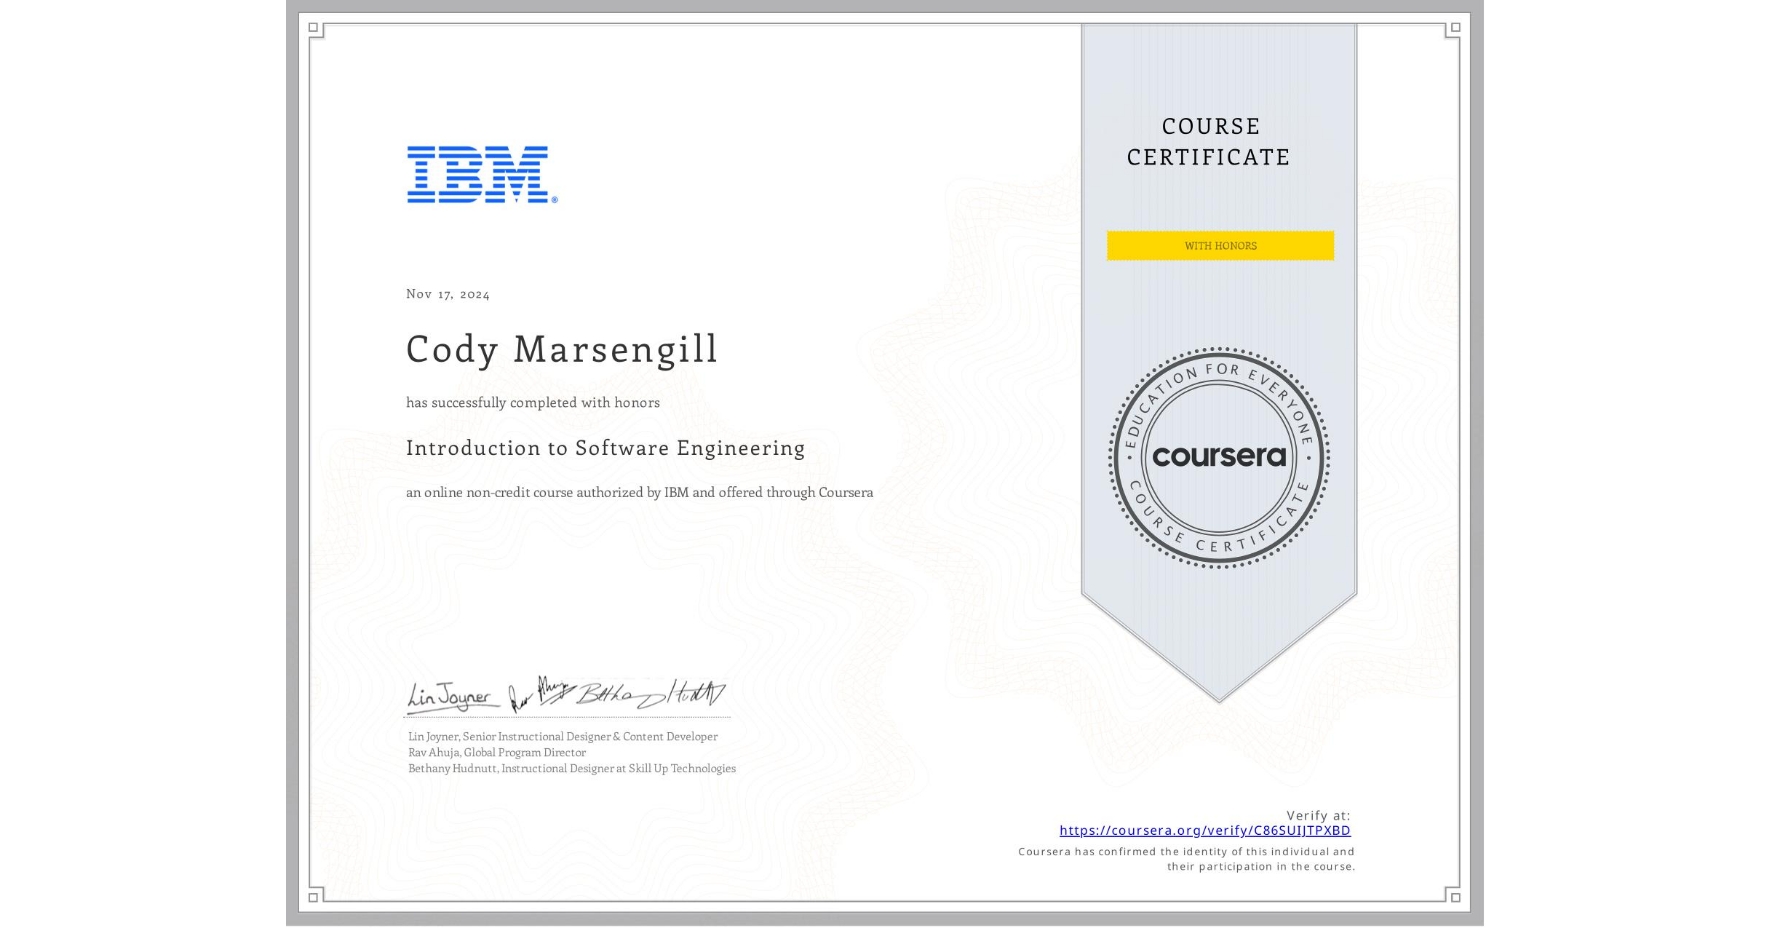 IBM®
COURSE
CERTIFICATE
WITH HONORS
Nov 17, 2024
Cody Marsengill
has successfully completed with honors
Introduction to Software Engineering
an online non-credit course authorized by IBM and offered through Coursera
EDUCATION FOR EVERYONE
coursera
COURSE CERTIFICATE
Lin Joyner
Lin Joyner, Senior Instructional Designer & Content Developer
Rav Ahuja, Global Program Director
Bethany Hudnutt, Instructional Designer at Skill Up Technologies
Verify at:
https://coursera.org/verify/C86SUIJTPXBD
Coursera has confirmed the identity of this individual and
their participation in the course.